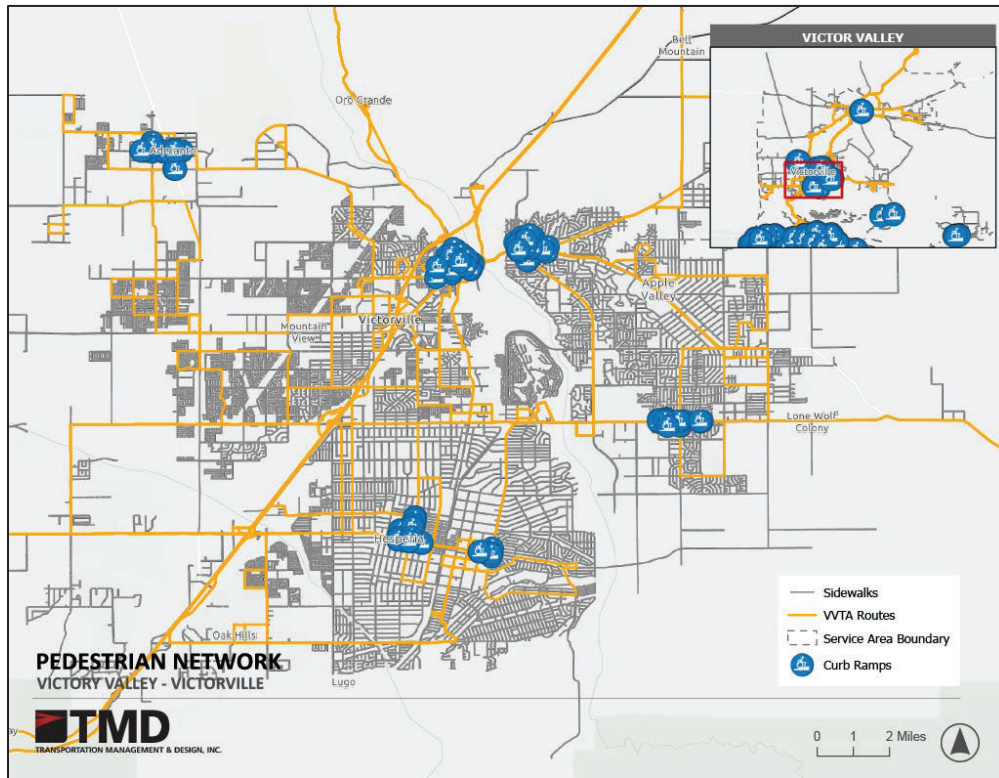 Bell
Mountain
VICTOR VALLEY
Oro Grande
Victorville
Adelanto
Apple
Valley
Victorville
Mountain
View
Lone Wolf
Colony
Hesperia
Oak Hills
Lugo
Sidewalks
VVTA Routes
Service Area Boundary
Curb Ramps
PEDESTRIAN NETWORK
VICTORY VALLEY - VICTORVILLE
TMD
TRANSPORTATION MANAGEMENT & DESIGN, INC.
0 1 2 Miles